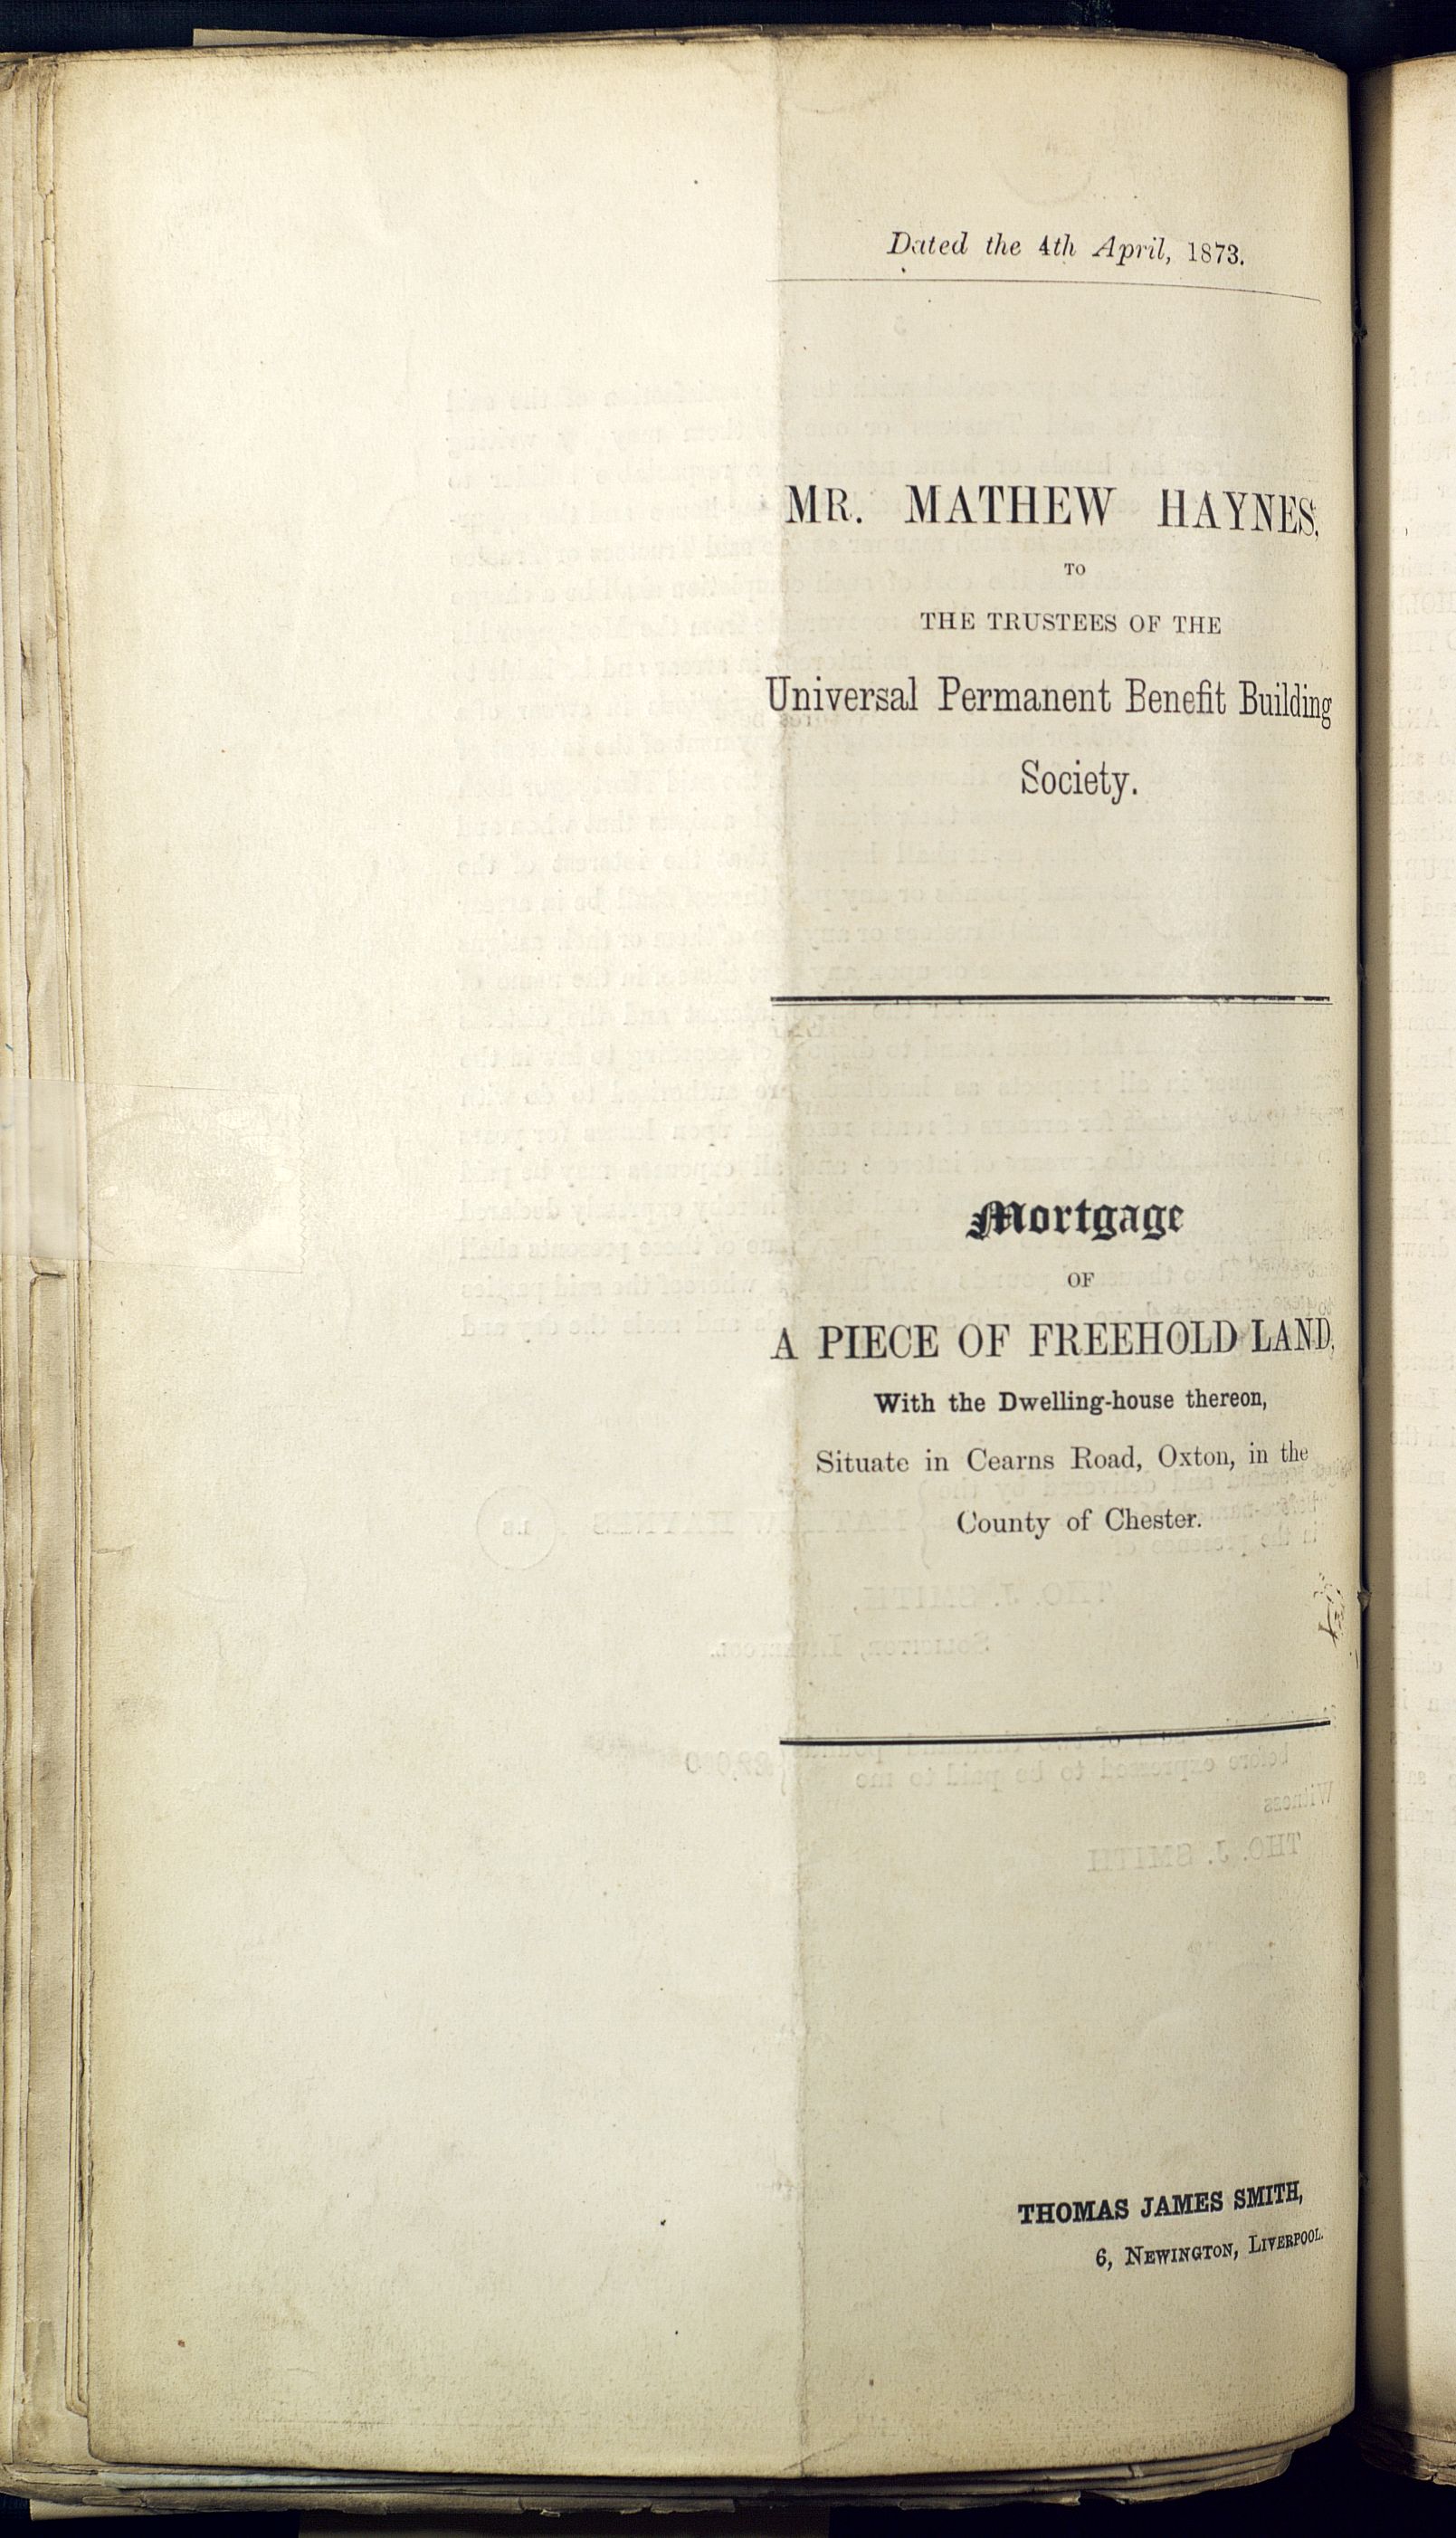 Dated the 4th April, 1873.
MR. MATHEW HAYNES,
TO
THE TRUSTEES OF THE
Universal Permanent Benefit Building
Society.
Mortgage
OF
A PIECE OF FREEHOLD LAND,
With the Dwelling-house thereon,
Situate in Cearns Road, Oxton, in the
County of Chester.
THOMAS JAMES SMITH,
6, NEWINGTON, LIVERPOOL.